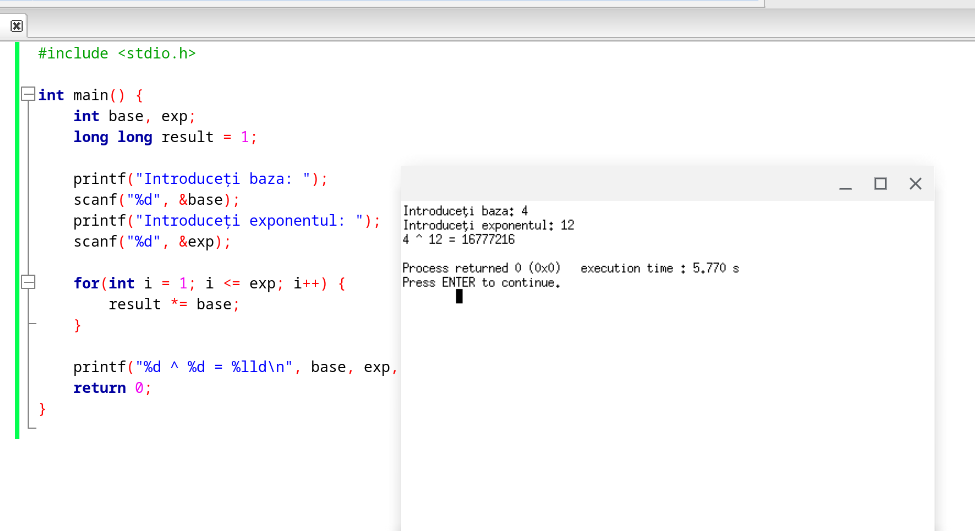 #include <stdio.h>
int main() {
int base, exp;
long long result = 1;
printf("Introduceți baza: ");
scanf("%d", &base);
printf("Introduceți exponentul: ");
scanf("%d", &exp);
for(int i = 1; i <= exp; i++) {
result *= base;
}
printf("%d ^ %d = %lld\n", base, exp,
return 0;
}
Introduceți baza: 4
Introduceți exponentul: 12
4 ^ 12 = 16777216
Process returned 0 (0x0)   execution time : 5.770 s
Press ENTER to continue.